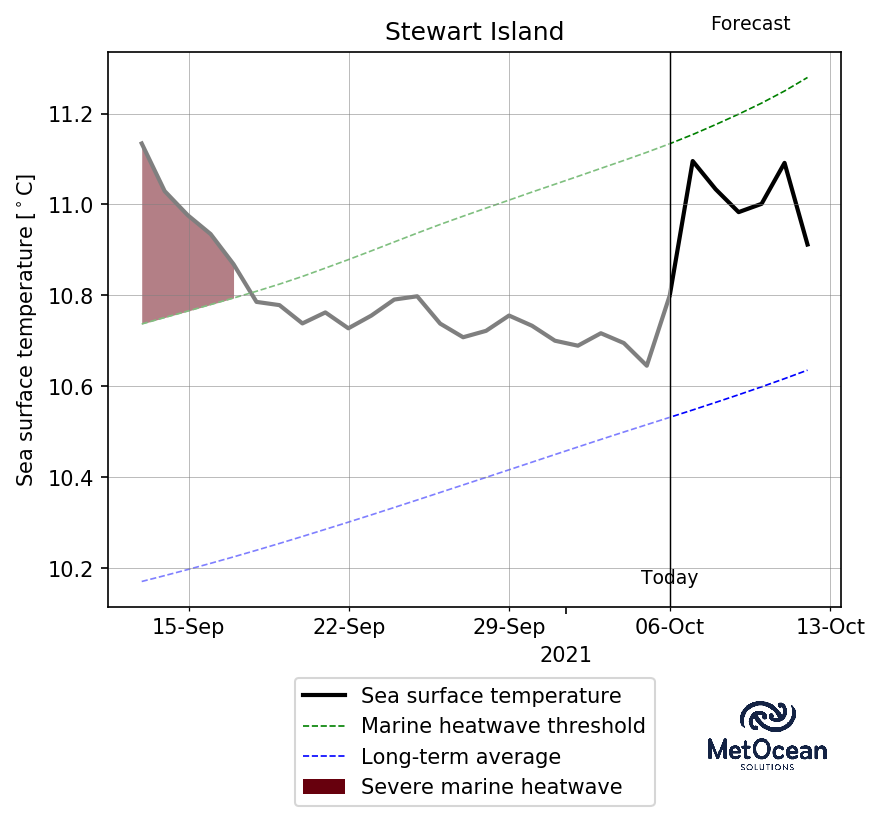 Forecast
Stewart Island
Sea surface temperature [°C]
11.2
11.0
10.8
10.6
10.4
10.2
Today
15-Sep 22-Sep 29-Sep 06-Oct 13-Oct
2021
Sea surface temperature
Marine heatwave threshold
Long-term average
Severe marine heatwave
MetOcean
SOLUTIONS